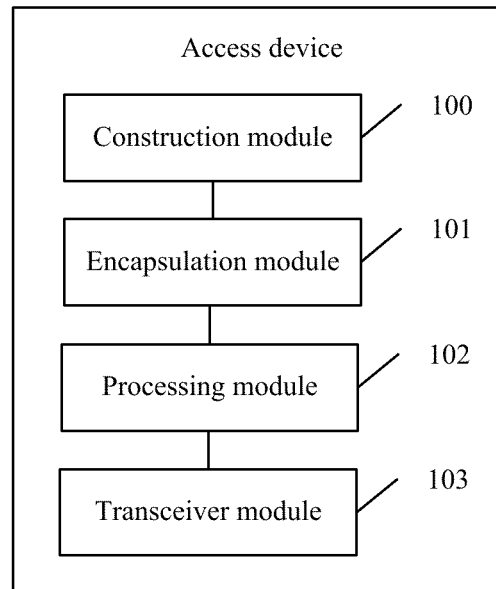 Access device
Construction module
100
Encapsulation module
101
Processing module
102
Transceiver module
103